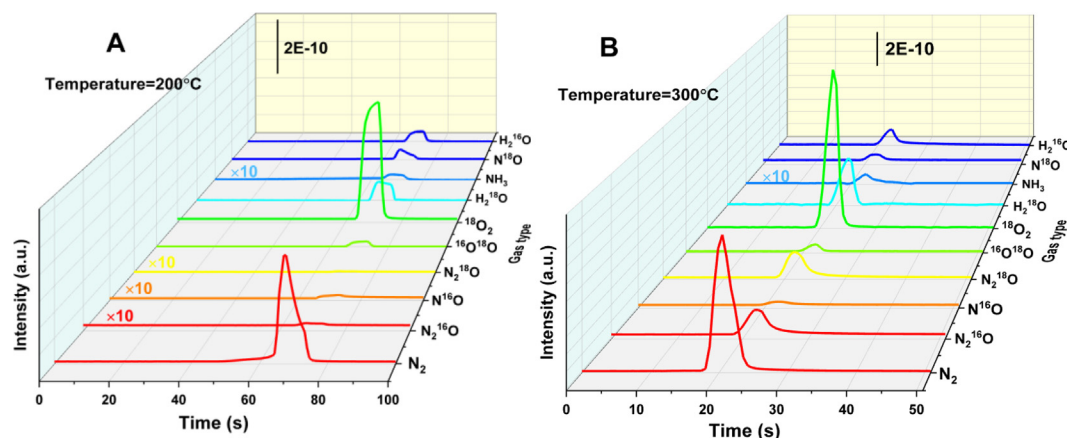 A
2E-10
Temperature=200°C
×10
×10
×10
×10
H₂¹⁶O
N¹⁸O
NH₃
H₂¹⁸O
¹⁸O₂
¹⁶O¹⁸O
N₂¹⁸O
N¹⁶O
N₂¹⁶O
N₂
Gas type
Intensity (a.u.)
0 20 40 60 80 100
Time (s)
B
2E-10
Temperature=300°C
×10
H₂¹⁶O
N¹⁸O
NH₃
H₂¹⁸O
¹⁸O₂
¹⁶O¹⁸O
N₂¹⁸O
N¹⁶O
N₂¹⁶O
N₂
Gas type
Intensity (a.u.)
0 10 20 30 40 50
Time (s)